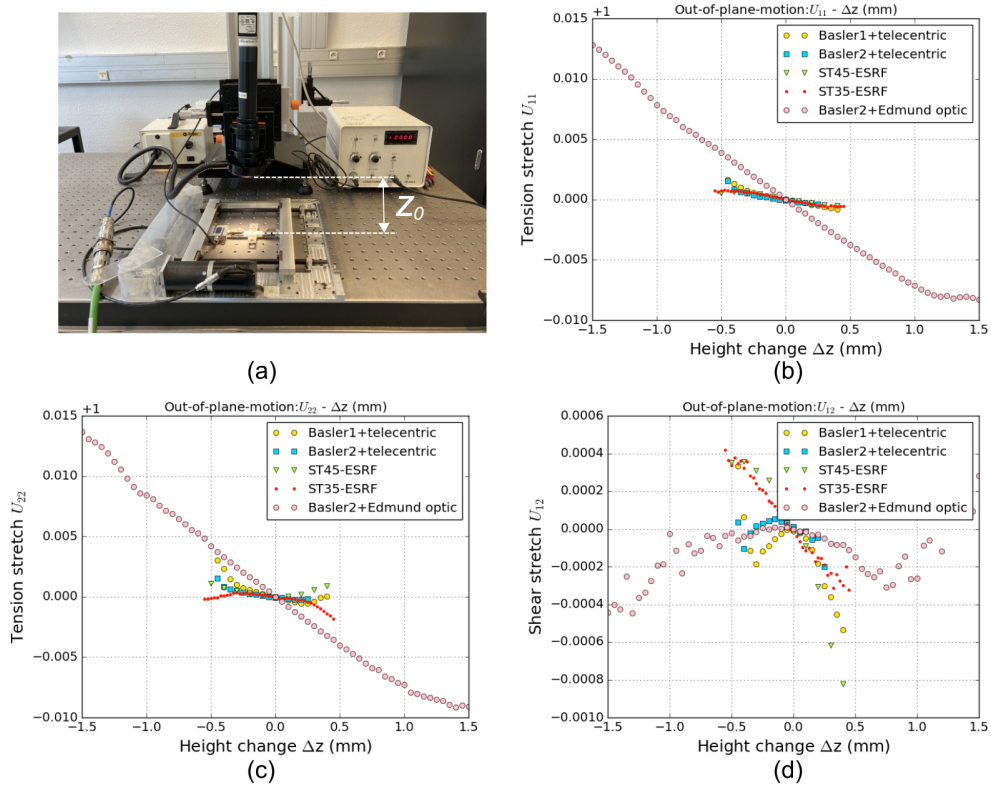 Z0
(a)
Out-of-plane-motion:U11 - Δz (mm)
+1
0.015
0.010
0.005
0.000
−0.005
−0.010
Tension stretch U11
Basler1+telecentric
Basler2+telecentric
ST45-ESRF
ST35-ESRF
Basler2+Edmund optic
−1.5 −1.0 −0.5 0.0 0.5 1.0 1.5
Height change Δz (mm)
(b)
Out-of-plane-motion:U22 - Δz (mm)
+1
0.015
0.010
0.005
0.000
−0.005
−0.010
Tension stretch U22
Basler1+telecentric
Basler2+telecentric
ST45-ESRF
ST35-ESRF
Basler2+Edmund optic
−1.5 −1.0 −0.5 0.0 0.5 1.0 1.5
Height change Δz (mm)
(c)
Out-of-plane-motion:U12 - Δz (mm)
0.0006
0.0004
0.0002
0.0000
−0.0002
−0.0004
−0.0006
−0.0008
−0.0010
Shear stretch U12
Basler1+telecentric
Basler2+telecentric
ST45-ESRF
ST35-ESRF
Basler2+Edmund optic
−1.5 −1.0 −0.5 0.0 0.5 1.0 1.5
Height change Δz (mm)
(d)